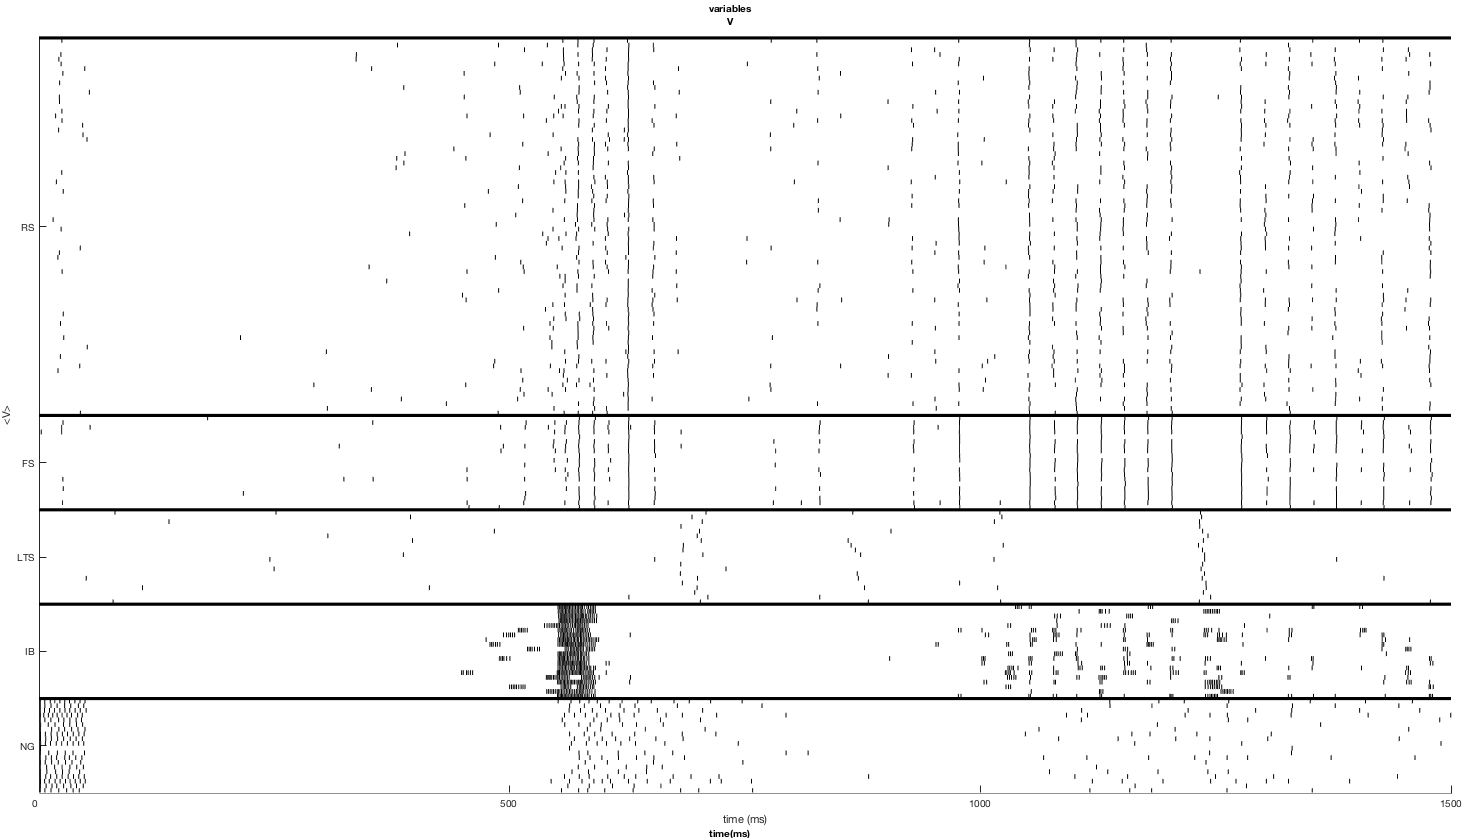 variables
V
RS
FS
<V>
LTS
IB
NG
0
500
1000
1500
time (ms)
time(ms)